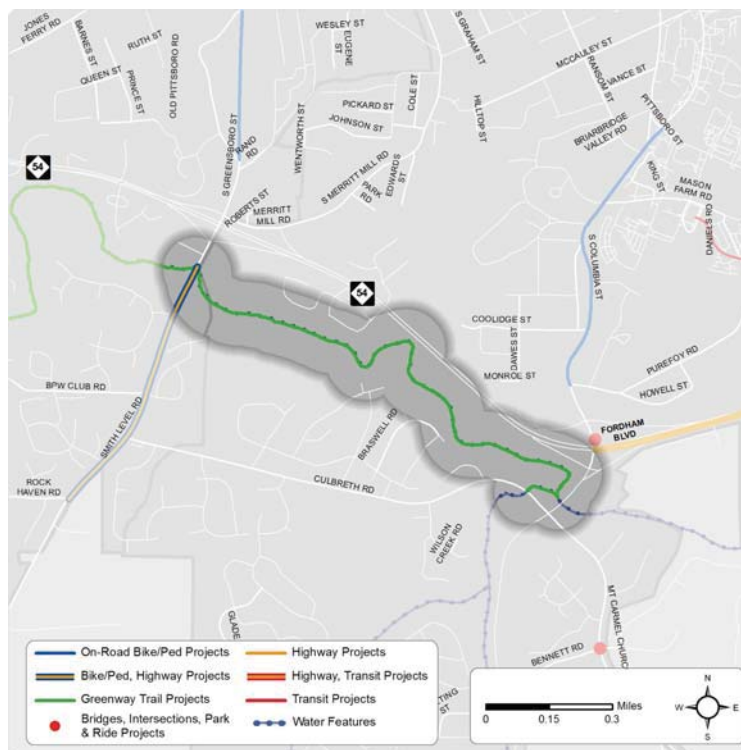 JONES
FERRY RD
BARNES ST
RUTH ST
QUEEN ST
PRINCE ST
OLD PITTSBORO RD
WESLEY ST
EUGENE
ST
S GRAHAM ST
MCCAULEY ST
RANSOM ST
VANCE ST
PICKARD ST
JOHNSON ST
COLE ST
HILLTOP ST
BRIARBRIDGE
VALLEY RD
PITTSBORO ST
S GREENSBORO ST
RAND
RD
WENTWORTH ST
S MERRITT MILL RD
PARK
RD
EDWARDS
ST
KING ST
MASON
FARM RD
DANIELS RD
54
ROBERTS ST
MERRITT
MILL RD
S COLUMBIA ST
54
COOLIDGE ST
DAWES ST
MONROE ST
PUREFOY RD
HOWELL ST
BPW CLUB RD
SMITH LEVEL RD
BRASWELL RD
FORDHAM
BLVD
ROCK
HAVEN RD
CULBRETH RD
WILSON
CREEK RD
GLADE
BENNETT RD
MT CARMEL CHURCH
On-Road Bike/Ped Projects
Highway Projects
Bike/Ped, Highway Projects
Highway, Transit Projects
Greenway Trail Projects
Transit Projects
Bridges, Intersections, Park
& Ride Projects
Water Features
ST
Miles
0
0.15
0.3
N
W
E
S